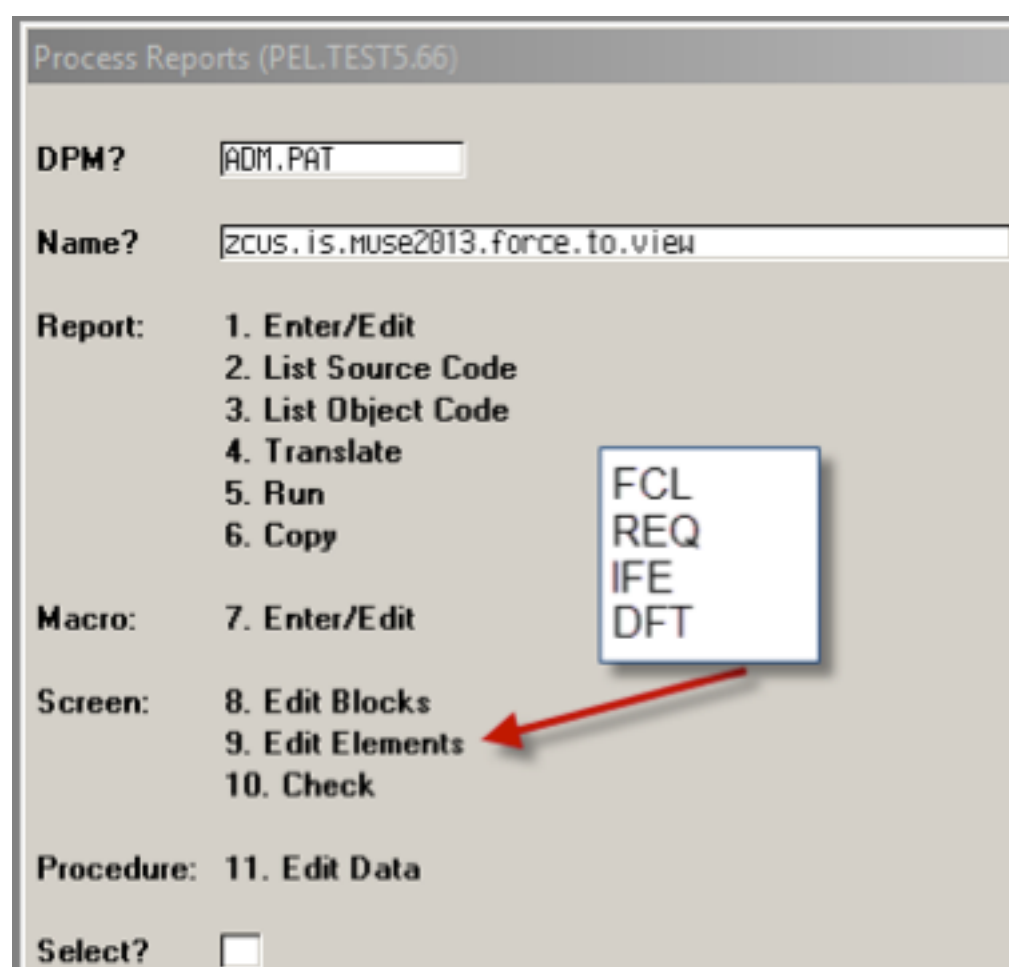 Process Reports (PEL.TEST5.66)
DPM? ADM.PAT
Name? zcus.is.muse2013.force.to.view
Report: 1. Enter/Edit
2. List Source Code
3. List Object Code
4. Translate
5. Run
6. Copy
FCL
REQ
IFE
DFT
Macro: 7. Enter/Edit
Screen: 8. Edit Blocks
9. Edit Elements
10. Check
Procedure: 11. Edit Data
Select?